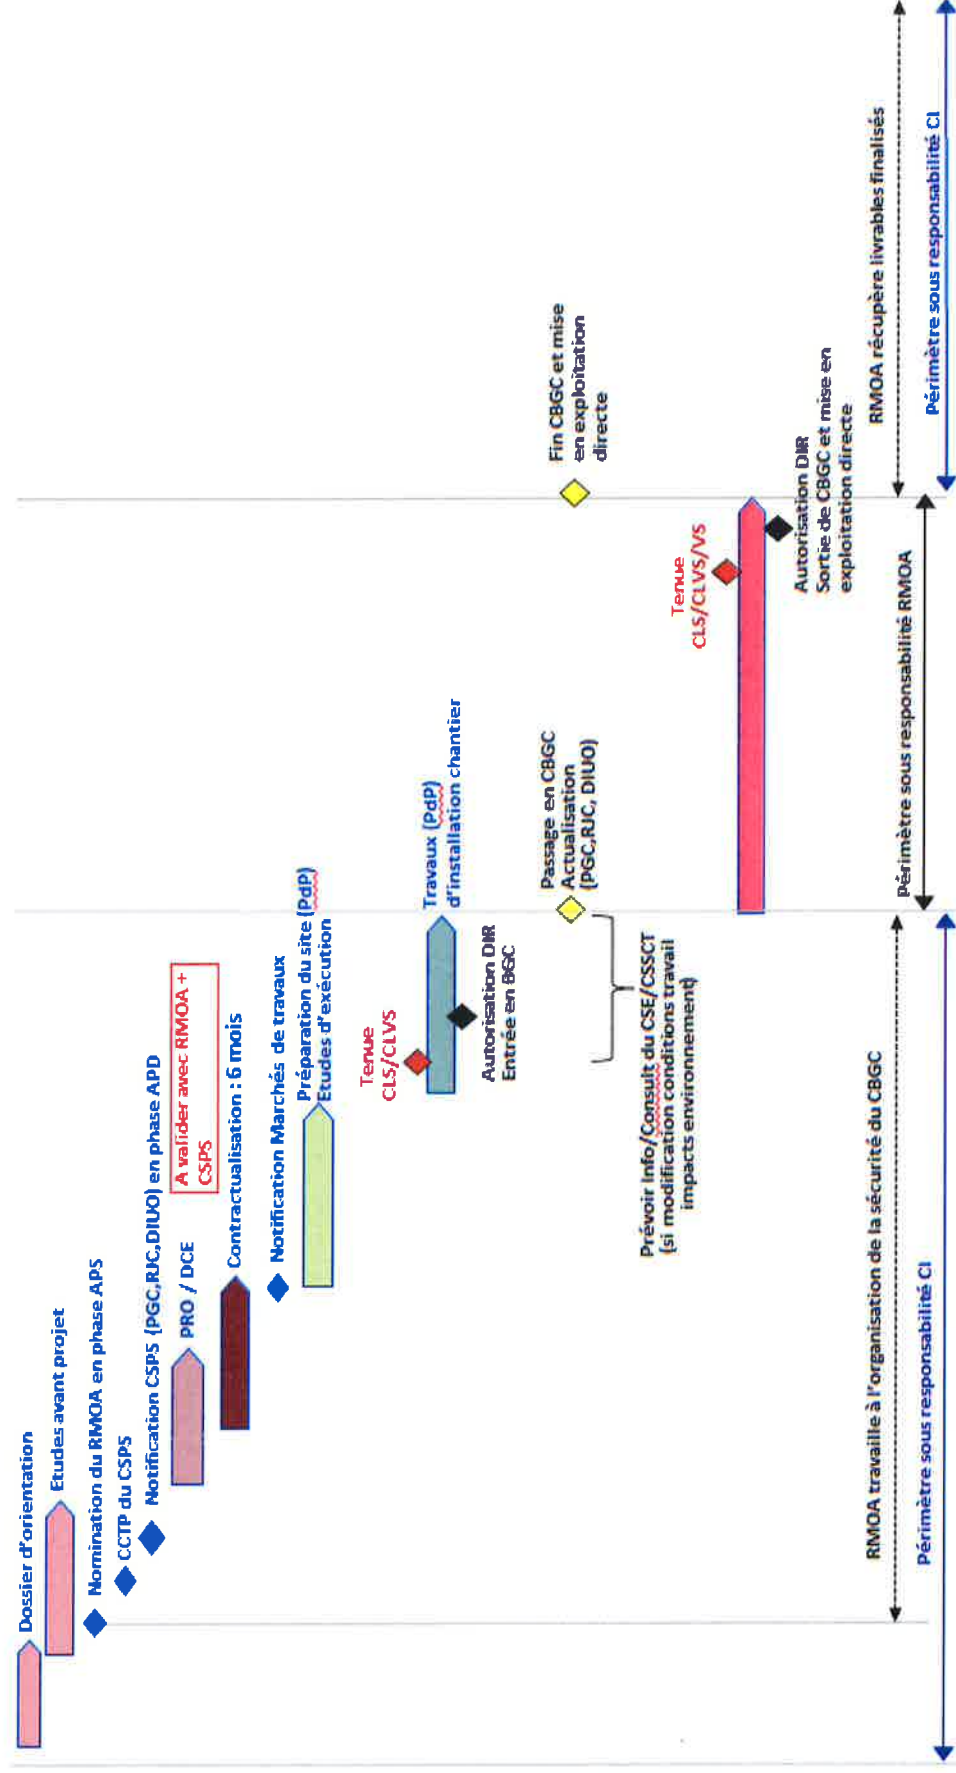 Dossier d'orientation
Etudes avant projet
Nomination du RMOA en phase APS
CCTP du CSPS
Notification CSPS (PGC,RJC,DIUO) en phase APD
PRO / DCE
A valider avec RMOA +
CSPS
Contractualisation : 6 mois
Notification Marchés de travaux
Préparation du site (PdP)
Etudes d'exécution
Tenue
CLS/CLVS
Travaux (PdP)
d'installation chantier
Autorisation DIR
Entrée en BGC
Passage en CBGC
Actualisation
(PGC,RJC, DIUO)
Fin CBGC et mise
en exploitation
directe
Prévoir Info/Consult du CSE/CSSCT
(si modification conditions travail
impacts environnement)
Tenue
CLS/CLVS/VS
Autorisation DIR
Sortie de CBGC et mise en
exploitation directe
RMOA travaille à l'organisation de la sécurité du CBGC
Périmètre sous responsabilité RMOA
RMOA récupère livrables finalisés
Périmètre sous responsabilité CI
Périmètre sous responsabilité CI